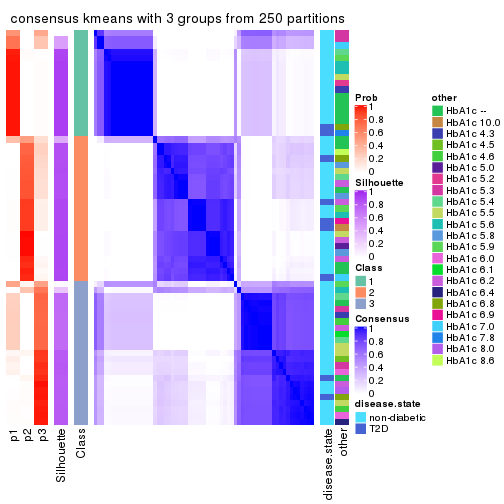 consensus kmeans with 3 groups from 250 partitions
Prob
1
0.8
0.6
0.4
0.2
0
Silhouette
1
0.8
0.6
0.4
0.2
0
Class
1
2
3
Consensus
1
0.8
0.6
0.4
0.2
0
disease.state
non-diabetic
T2D
other
HbA1c --
HbA1c 10.0
HbA1c 4.3
HbA1c 4.5
HbA1c 4.6
HbA1c 5.0
HbA1c 5.2
HbA1c 5.3
HbA1c 5.4
HbA1c 5.5
HbA1c 5.6
HbA1c 5.8
HbA1c 5.9
HbA1c 6.0
HbA1c 6.1
HbA1c 6.2
HbA1c 6.4
HbA1c 6.8
HbA1c 6.9
HbA1c 7.0
HbA1c 7.8
HbA1c 8.0
HbA1c 8.6
p1
p2
p3
Silhouette
Class
disease.state
other